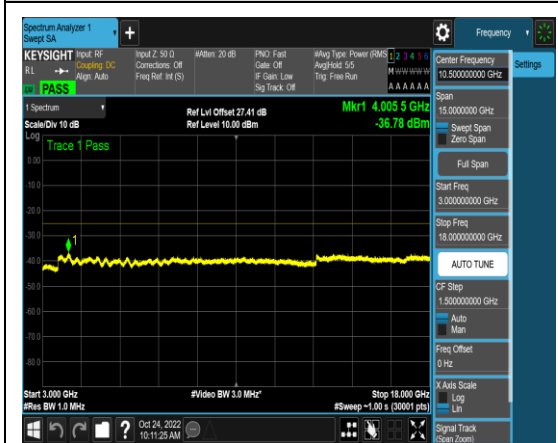 Spectrum Analyzer 1
Swept SA
+
Frequency
KEYSIGHT
RL
PASS
Input: RF
Coupling: DC
Align: Auto
Input Z: 50 Ω
Corrections: Off
Freq Ref: Int (S)
#Atten: 20 dB
PNO: Fast
Gate: Off
IF Gain: Low
Sig Track: Off
#Avg Type: Power (RMS)
Avg|Hold: 5/5
Trig: Free Run
1 2 3 4 5 6
M W W W W W
A A A A A A
1 Spectrum
Scale/Div 10 dB
Ref Lvl Offset 27.41 dB
Ref Level 10.00 dBm
Mkr1 4.005 5 GHz
-36.78 dBm
Log
Trace 1 Pass
0.00
-10.0
-20.0
-30.0
-40.0
-50.0
-60.0
-70.0
-80.0
1
Start 3.000 GHz
#Res BW 1.0 MHz
#Video BW 3.0 MHz*
Stop 18.000 GHz
#Sweep ~1.00 s (30001 pts)
Oct 24, 2022
10:11:25 AM
?
Center Frequency
10.500000000 GHz
Settings
Span
15.0000000 GHz
Swept Span
Zero Span
Full Span
Start Freq
3.000000000 GHz
Stop Freq
18.000000000 GHz
AUTO TUNE
CF Step
1.500000000 GHz
Auto
Man
Freq Offset
0 Hz
X Axis Scale
Log
Lin
Signal Track
(Span Zoom)